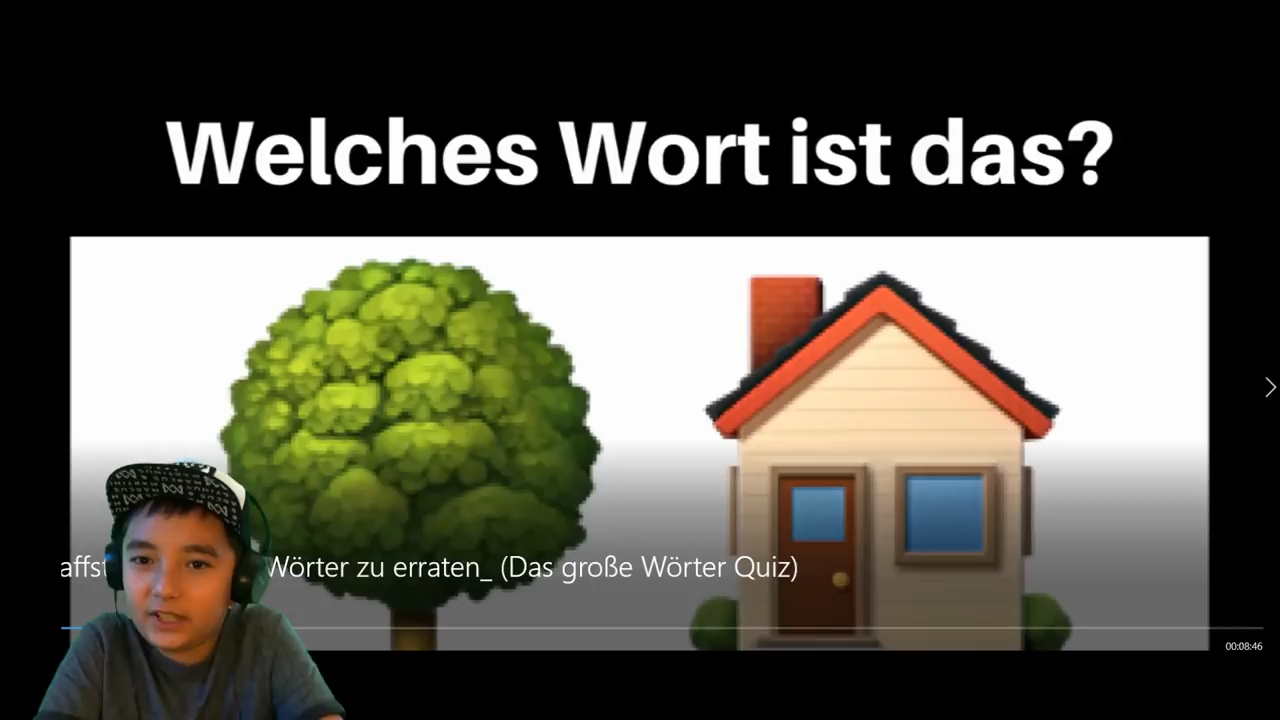 Welches Wort ist das?
Wörter zu erraten_ (Das große Wörter Quiz)
00:08:46